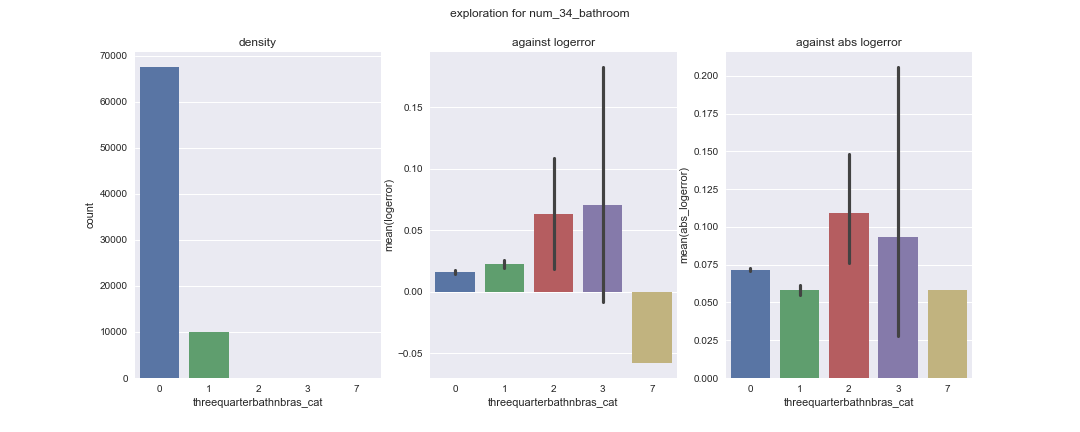 exploration for num_34_bathroom
density
70000
60000
50000
40000
30000
20000
10000
0
count
0 1 2 3 7
threequarterbathnbras_cat
against logerror
0.15
0.10
0.05
0.00
−0.05
mean(logerror)
0 1 2 3 7
threequarterbathnbras_cat
against abs logerror
0.200
0.175
0.150
0.125
0.100
0.075
0.050
0.025
0.000
mean(abs_logerror)
0 1 2 3 7
threequarterbathnbras_cat